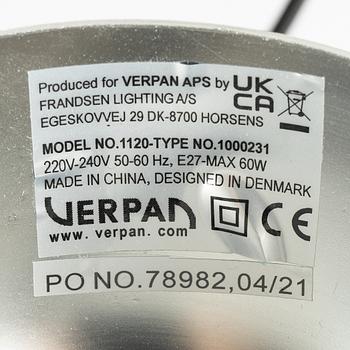 Produced for VERPAN APS by UK
FRANDSEN LIGHTING A/S CA
EGESKOVVEJ 29 DK-8700 HORSENS
MODEL NO.1120-TYPE NO.1000231
220V-240V 50-60 Hz, E27-MAX 60W
MADE IN CHINA, DESIGNED IN DENMARK
VERPAN CE
www. verpan. com
PO NO.78982,04/21